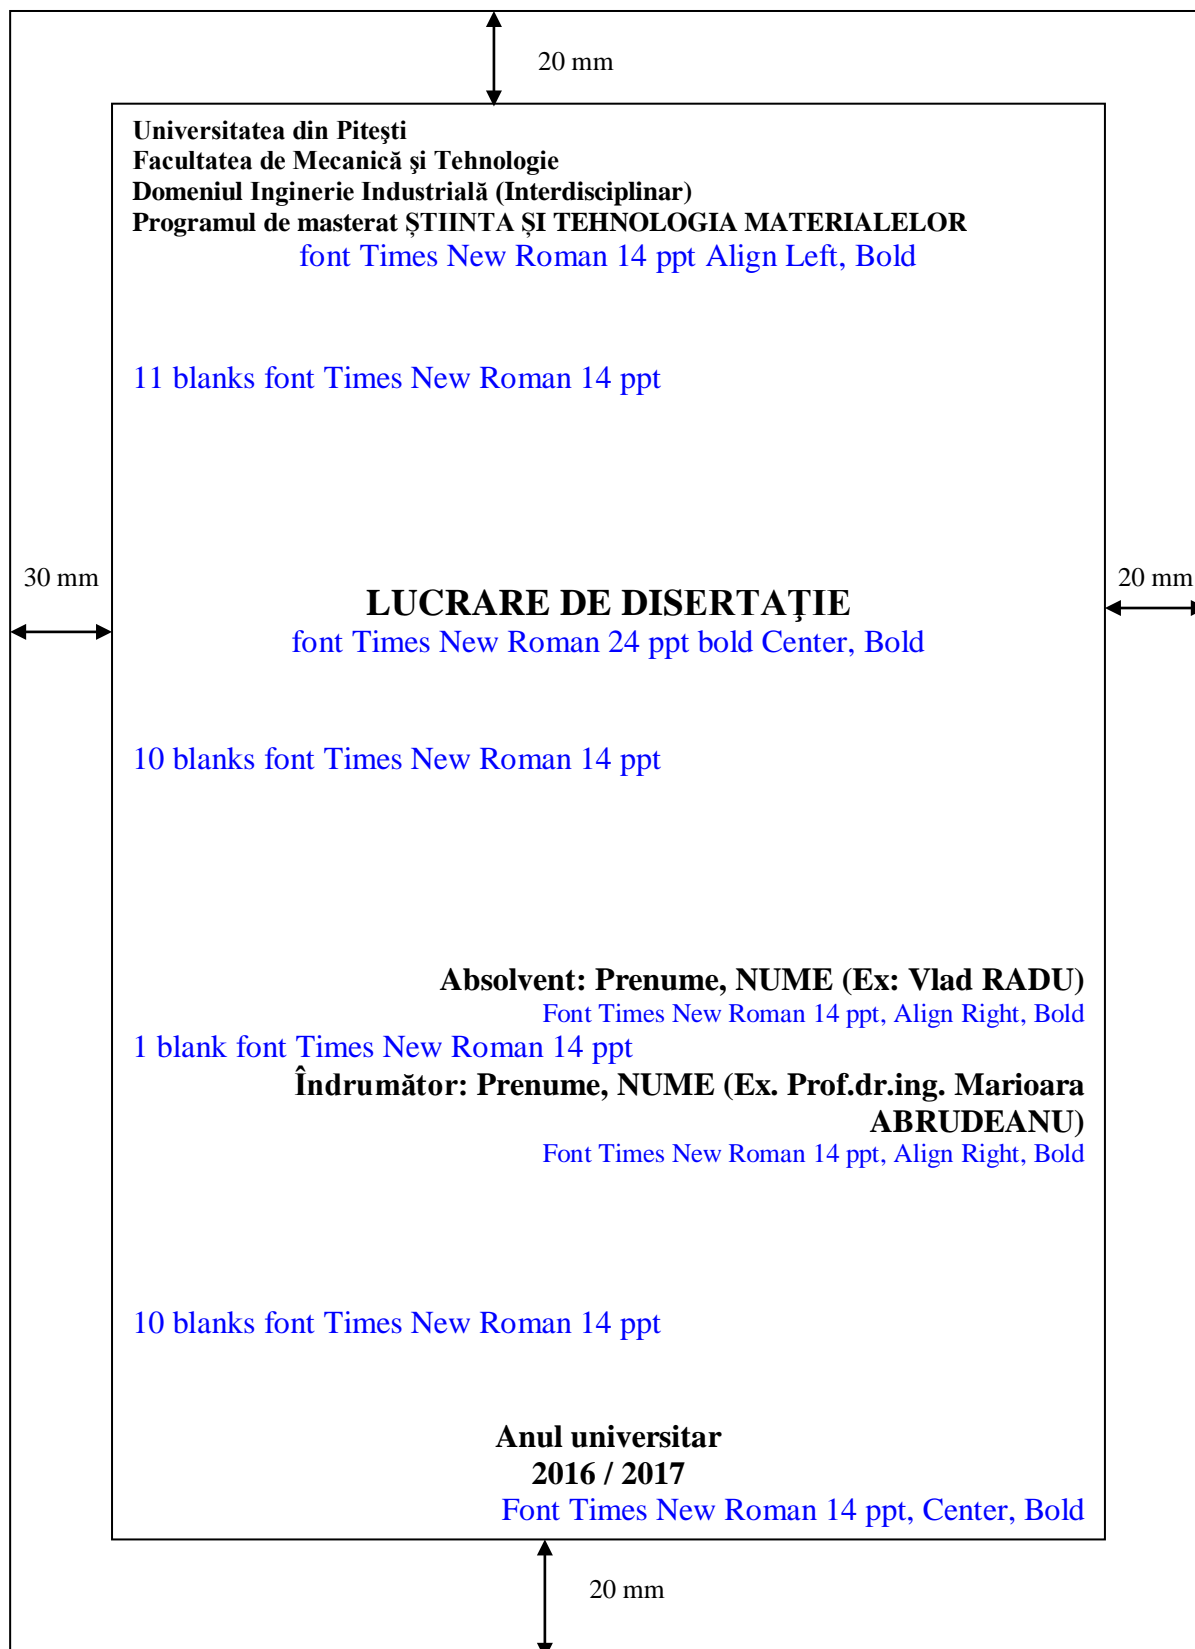 20 mm
Universitatea din Piteşti
Facultatea de Mecanică şi Tehnologie
Domeniul Inginerie Industrială (Interdisciplinar)
Programul de masterat ȘTIINTA ȘI TEHNOLOGIA MATERIALELOR
font Times New Roman 14 ppt Align Left, Bold
11 blanks font Times New Roman 14 ppt
30 mm
20 mm
LUCRARE DE DISERTAŢIE
font Times New Roman 24 ppt bold Center, Bold
10 blanks font Times New Roman 14 ppt
Absolvent: Prenume, NUME (Ex: Vlad RADU)
Font Times New Roman 14 ppt, Align Right, Bold
1 blank font Times New Roman 14 ppt
Îndrumător: Prenume, NUME (Ex. Prof.dr.ing. Marioara
ABRUDEANU)
Font Times New Roman 14 ppt, Align Right, Bold
10 blanks font Times New Roman 14 ppt
Anul universitar
2016 / 2017
Font Times New Roman 14 ppt, Center, Bold
20 mm